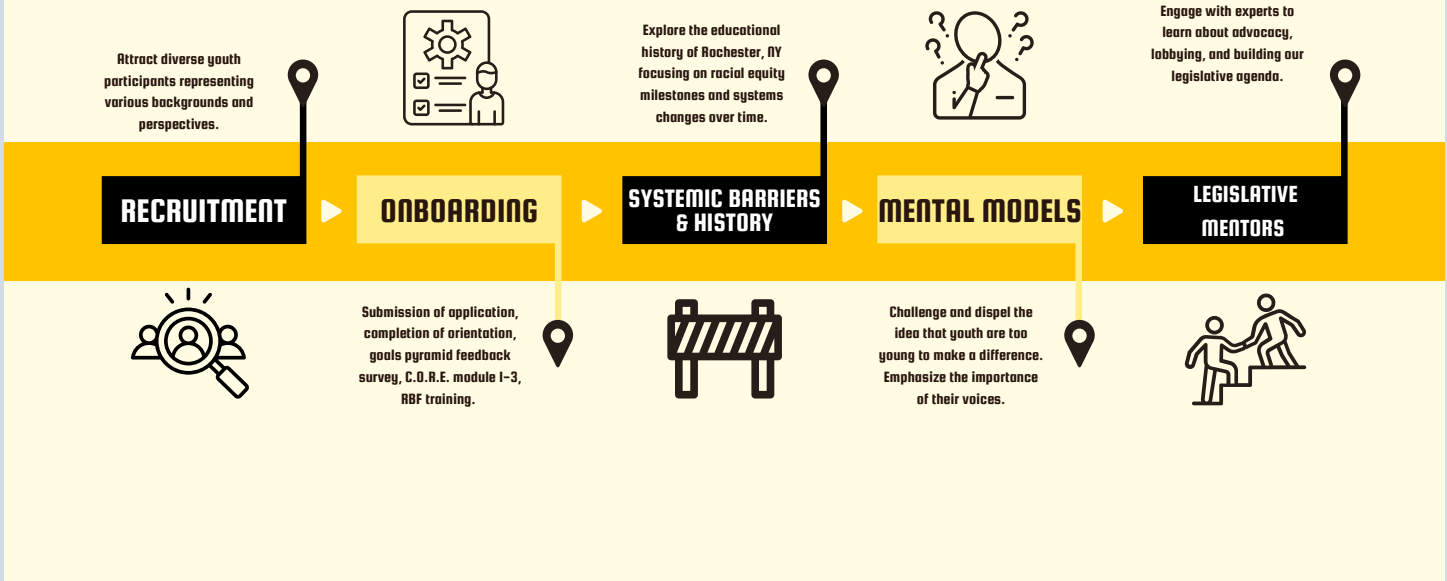 Attract diverse youth
participants representing
various backgrounds and
perspectives.
RECRUITMENT
ONBOARDING
Submission of application,
completion of orientation,
goals pyramid feedback
survey, C.O.R.E. module 1-3,
RBF training.
Explore the educational
history of Rochester, NY
focusing on racial equity
milestones and systems
changes over time.
SYSTEMIC BARRIERS
& HISTORY
MENTAL MODELS
Challenge and dispel the
idea that youth are too
young to make a difference.
Emphasize the importance
of their voices.
Engage with experts to
learn about advocacy,
lobbying, and building our
legislative agenda.
LEGISLATIVE
MENTORS